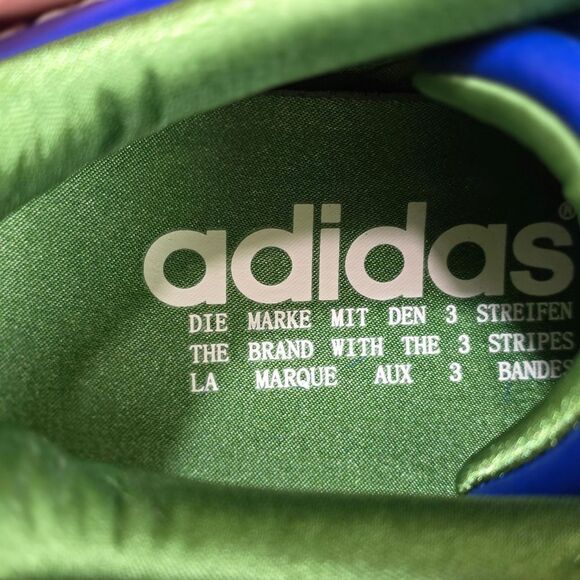 adidas®
DIE MARKE MIT DEN 3 STREIFEN
THE BRAND WITH THE 3 STRIPES
LA MARQUE AUX 3 BANDES